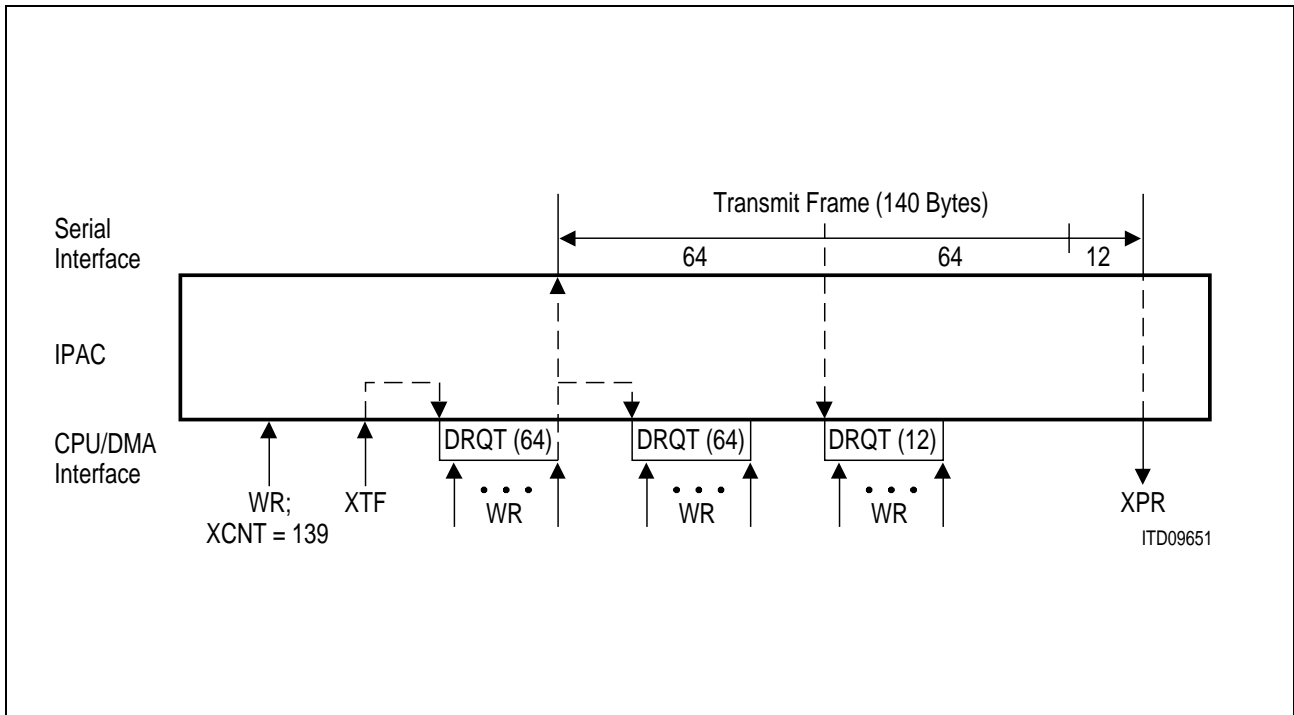 Transmit Frame (140 Bytes)
Serial
Interface
64
64
12
IPAC
CPU/DMA
Interface
DRQT (64)
DRQT (64)
DRQT (12)
WR;
XCNT = 139
XTF
• • •
WR
• • •
WR
• • •
WR
XPR
ITD09651